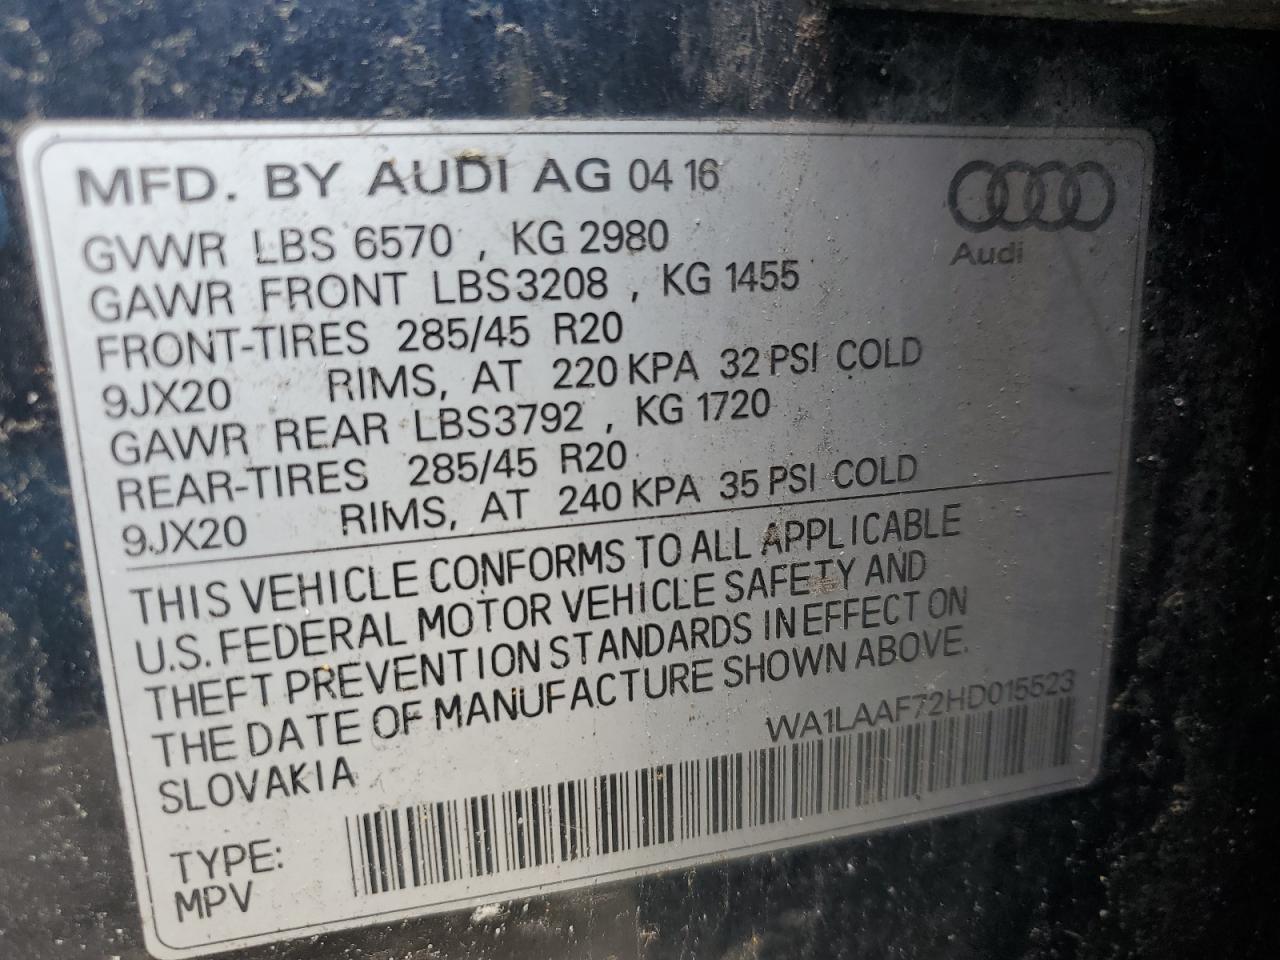 MFD. BY AUDI AG 04 16
Audi
GVWR LBS 6570 , KG 2980
GAWR FRONT LBS3208 , KG 1455
FRONT-TIRES 285/45 R20
9JX20 RIMS, AT 220 KPA 32 PSI COLD
GAWR REAR LBS3792 , KG 1720
REAR-TIRES 285/45 R20
9JX20 RIMS, AT 240 KPA 35 PSI COLD
THIS VEHICLE CONFORMS TO ALL APPLICABLE
U.S. FEDERAL MOTOR VEHICLE SAFETY AND
THEFT PREVENTION STANDARDS IN EFFECT ON
THE DATE OF MANUFACTURE SHOWN ABOVE.
SLOVAKIA
WA1LAAF72HD015523
TYPE:
MPV